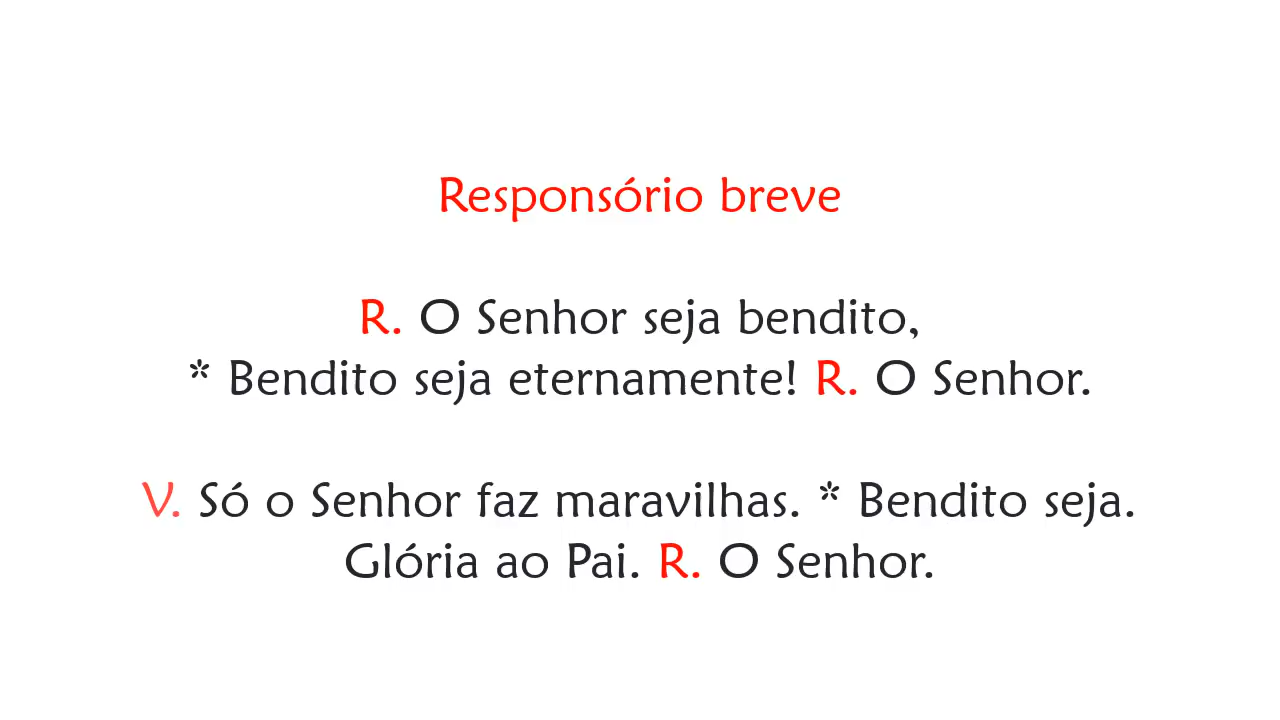 Responsório breve
R. O Senhor seja bendito,
* Bendito seja eternamente! R. O Senhor.
V. Só o Senhor faz maravilhas. * Bendito seja.
Glória ao Pai. R. O Senhor.